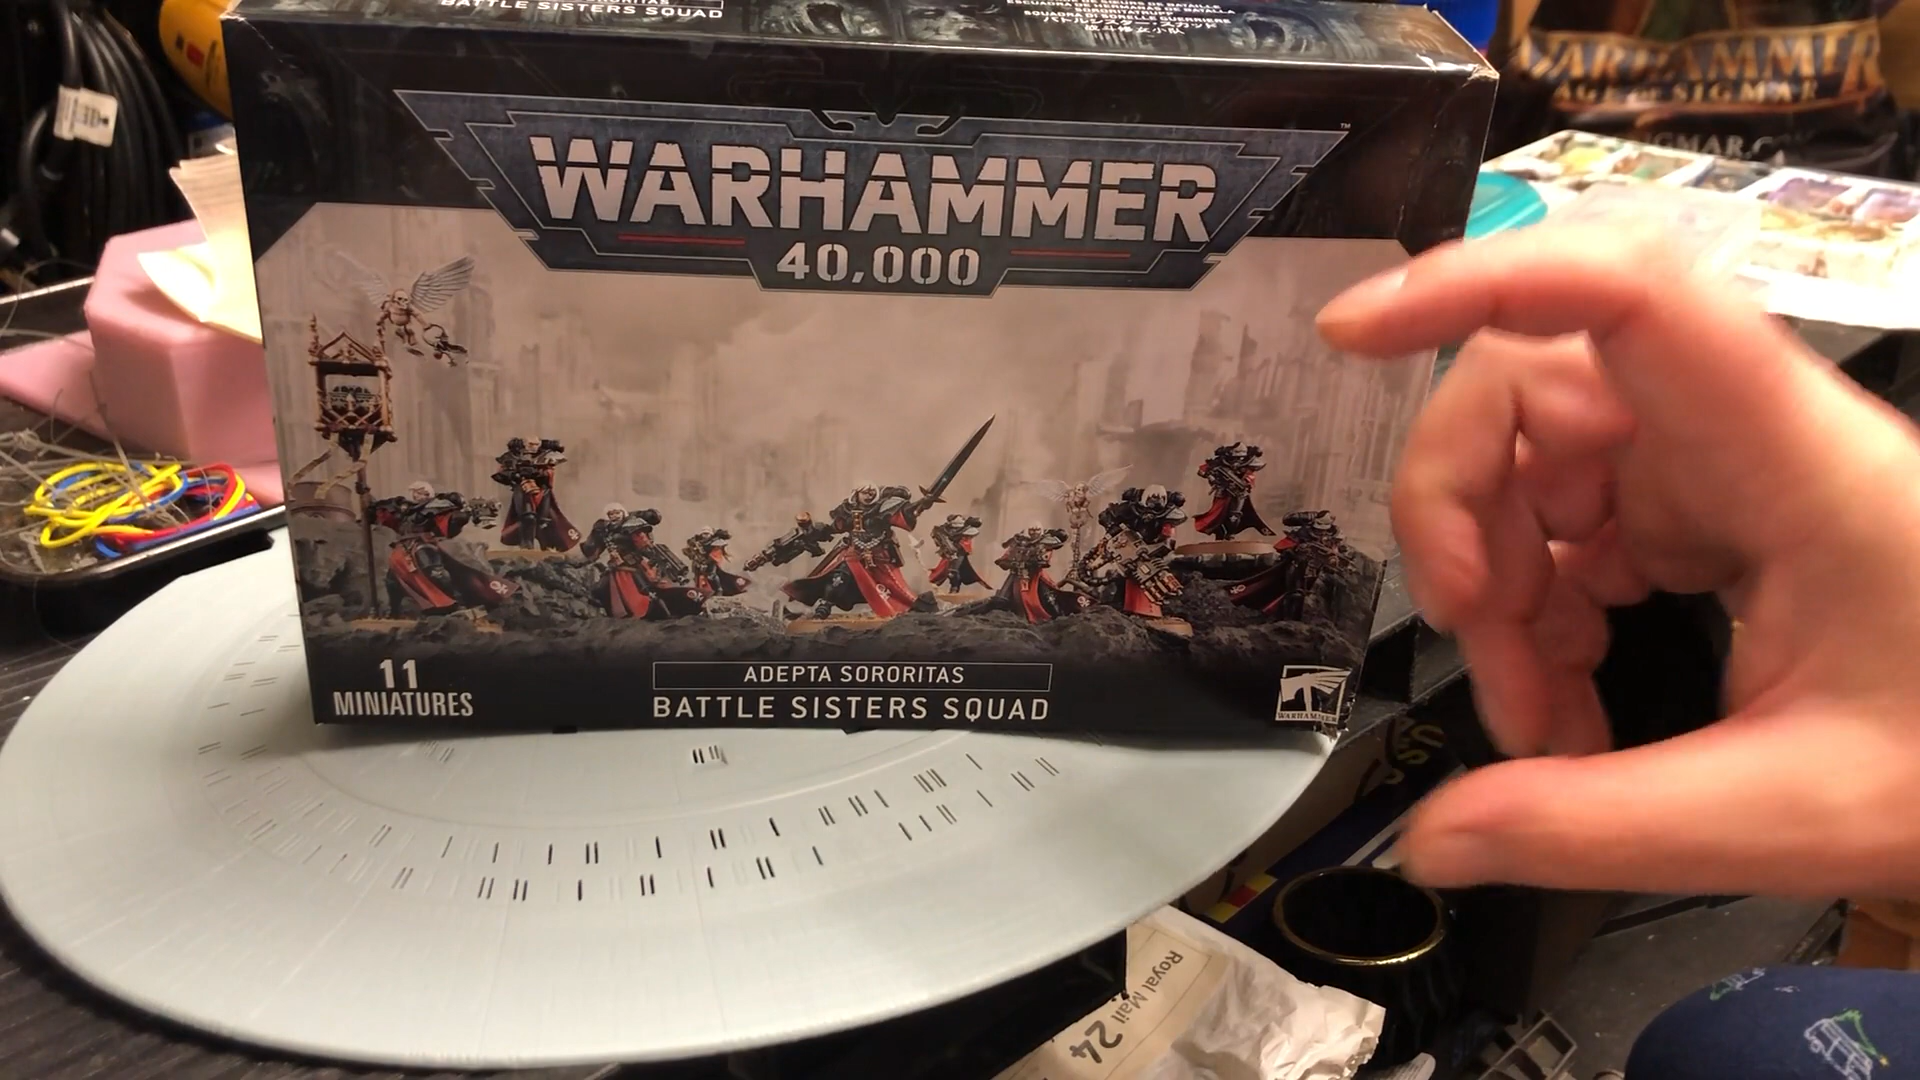 BATTLE SISTERS SQUAD
WARHAMMER
AGE OF SIGMAR
WARHAMMER
™
40,000
11
MINIATURES
ADEPTA SORORITAS
BATTLE SISTERS SQUAD
WARHAMMER
Royal Mail
24